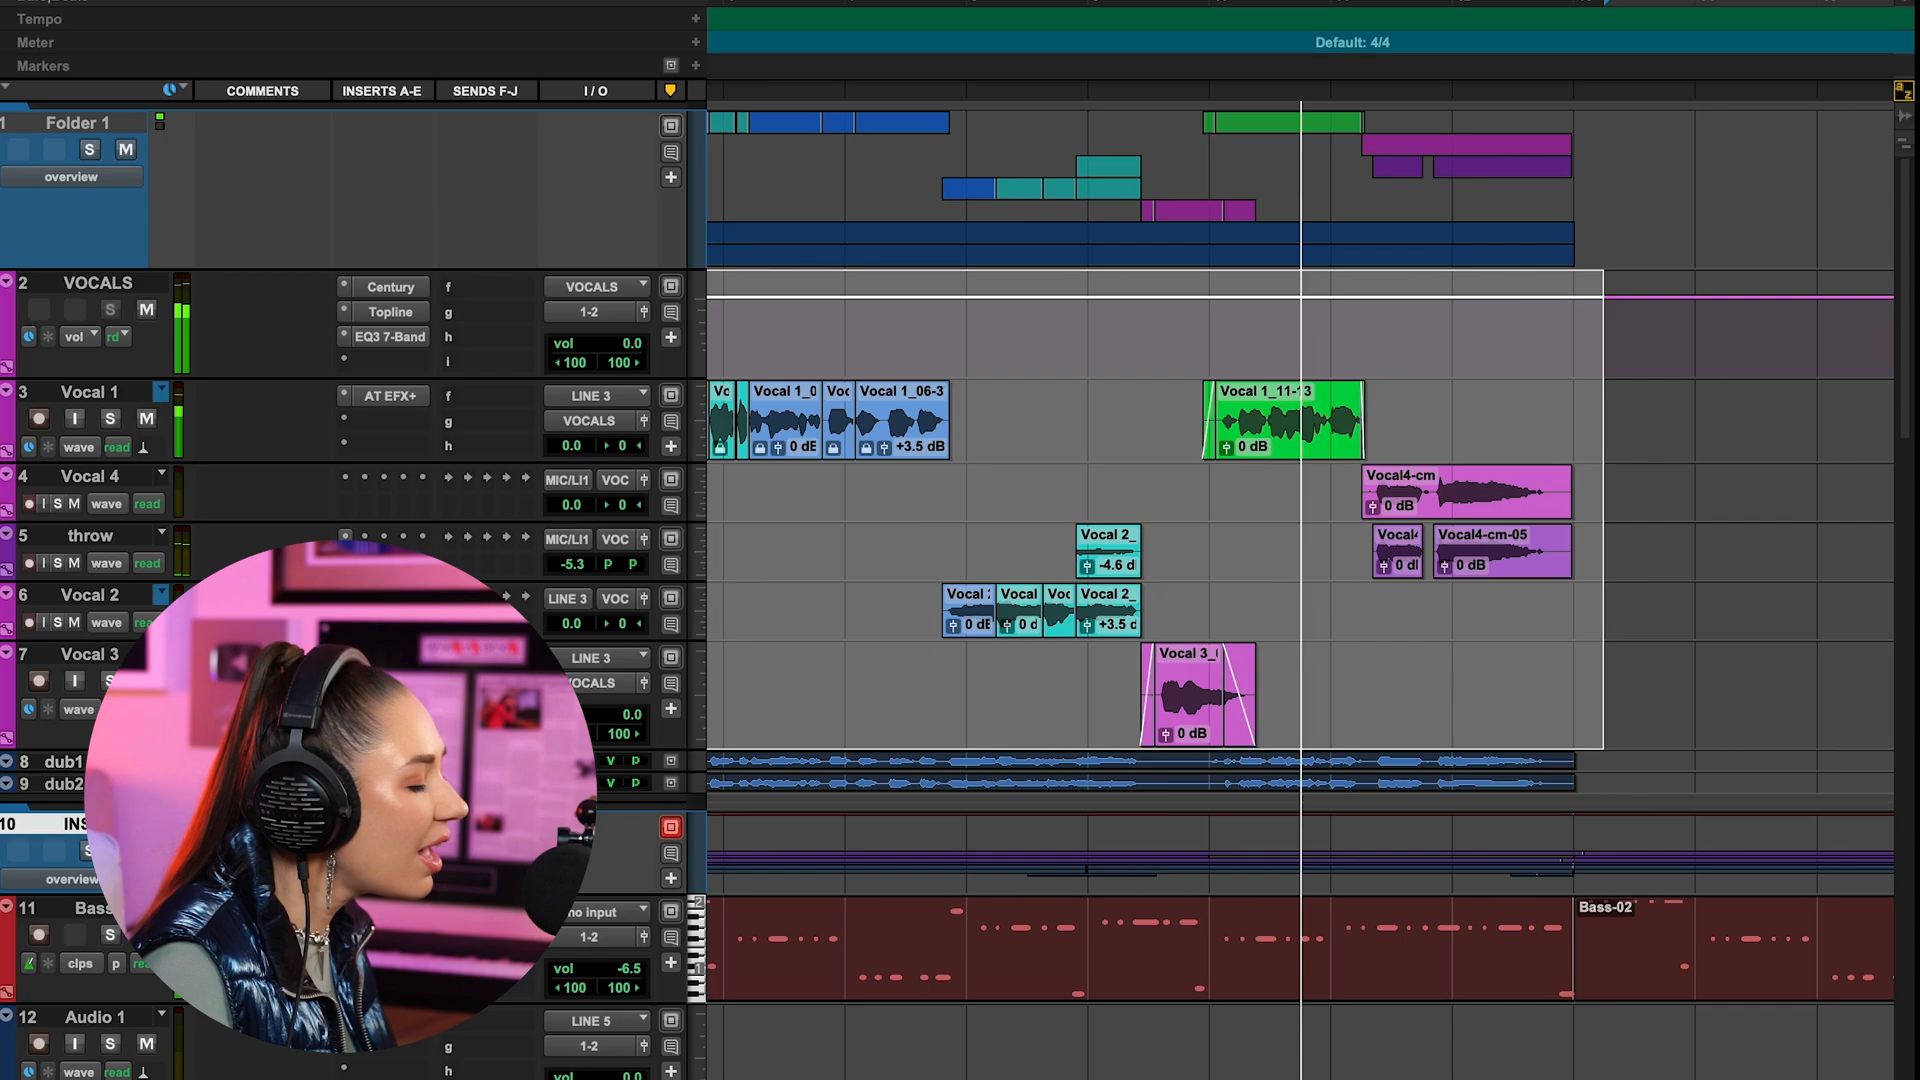 Tempo
Meter
Default: 4/4
Markers
COMMENTS INSERTS A-E SENDS F-J I / O
1 Folder 1
S M
overview
2 VOCALS
S M
vol rd
Century f VOCALS
Topline g 1-2
EQ3 7-Band h vol 0.0
i 100 100
3 Vocal 1 AT EFX+ f LINE 3
I S M g VOCALS
wave read h 0.0 0
Vo Vocal 1_0 Voc Vocal 1_06-3 Vocal 1_11-13
0 dB +3.5 dB 0 dB
4 Vocal 4 MIC/LI1 VOC
I S M wave read 0.0 0
Vocal4-cm
0 dB
5 throw MIC/LI1 VOC
I S M wave read -5.3 P P
Vocal 2_ Vocal4 Vocal4-cm-05
-4.6 d 0 dl 0 dB
6 Vocal 2 LINE 3 VOC
I S M wave rea 0.0 0
Vocal Vocal Voc Vocal 2_
0 dB 0 d +3.5 d
7 Vocal 3 LINE 3
I S OCALS
wave 0.0
100
Vocal 3_
0 dB
8 dub1 V P
9 dub2 V P
10 INS
S
overview
11 Bass no input
S 1-2
clps p rea vol -6.5
100 100
Bass-02
12 Audio 1 LINE 5
I S M g 1-2
wave read h vol 0.0